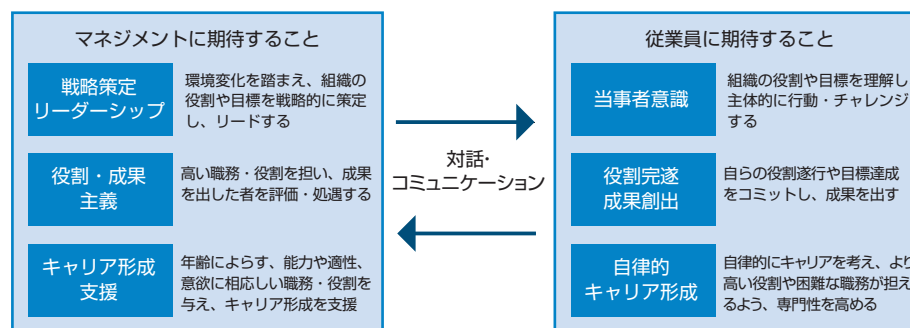 マネジメントに期待すること
戦略策定
リーダーシップ
環境変化を踏まえ、組織の
役割や目標を戦略的に策定
し、リードする
役割・成果
主義
高い職務・役割を担い、成果
を出した者を評価・処遇する
キャリア形成
支援
年齢によらず、能力や適性、
意欲に相応しい職務・役割を
与え、キャリア形成を支援
対話・
コミュニケーション
従業員に期待すること
当事者意識
組織の役割や目標を理解し
主体的に行動・チャレンジ
する
役割完遂
成果創出
自らの役割遂行や目標達成
をコミットし、成果を出す
自律的
キャリア形成
自律的にキャリアを考え、より
高い役割や困難な職務が担え
るよう、専門性を高める